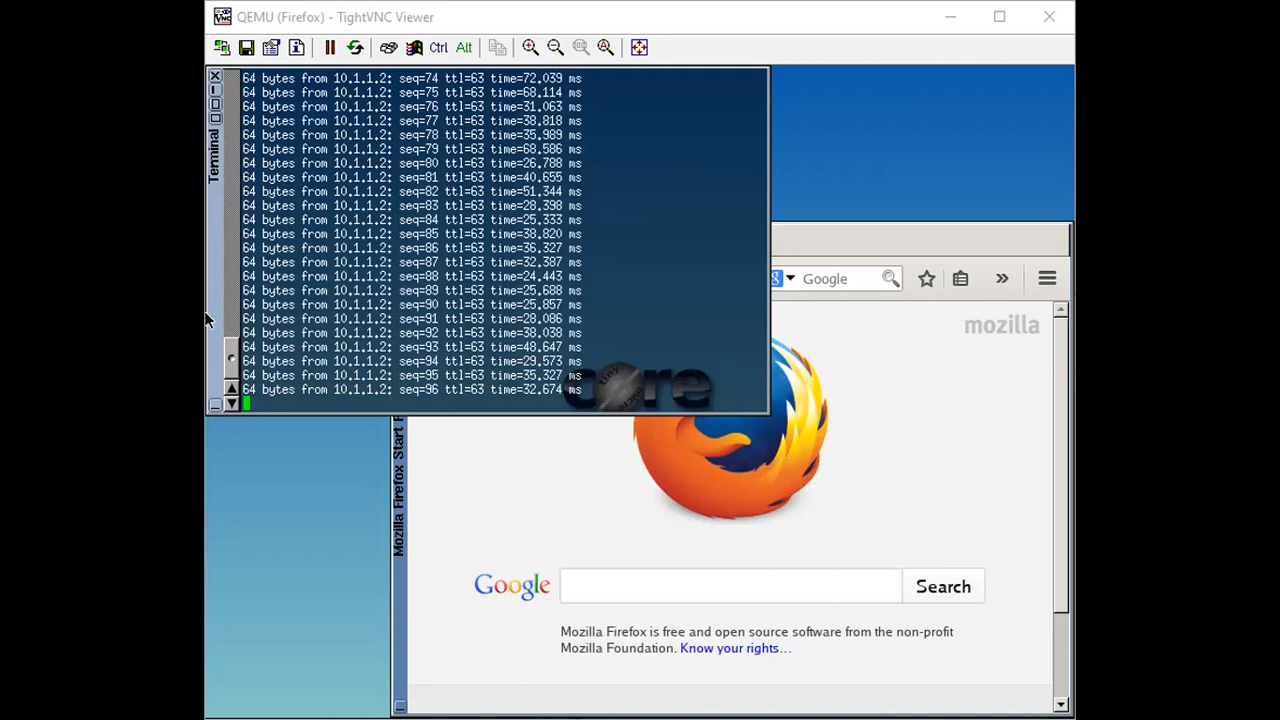 QEMU (Firefox) - TightVNC Viewer
Ctrl Alt
Terminal
64 bytes from 10.1.1.2: seq=74 ttl=63 time=72.039 ms
64 bytes from 10.1.1.2: seq=75 ttl=63 time=68.114 ms
64 bytes from 10.1.1.2: seq=76 ttl=63 time=31.063 ms
64 bytes from 10.1.1.2: seq=77 ttl=63 time=38.818 ms
64 bytes from 10.1.1.2: seq=78 ttl=63 time=35.989 ms
64 bytes from 10.1.1.2: seq=79 ttl=63 time=68.586 ms
64 bytes from 10.1.1.2: seq=80 ttl=63 time=26.788 ms
64 bytes from 10.1.1.2: seq=81 ttl=63 time=40.655 ms
64 bytes from 10.1.1.2: seq=82 ttl=63 time=51.344 ms
64 bytes from 10.1.1.2: seq=83 ttl=63 time=28.398 ms
64 bytes from 10.1.1.2: seq=84 ttl=63 time=25.333 ms
64 bytes from 10.1.1.2: seq=85 ttl=63 time=38.820 ms
64 bytes from 10.1.1.2: seq=86 ttl=63 time=36.327 ms
64 bytes from 10.1.1.2: seq=87 ttl=63 time=32.387 ms
64 bytes from 10.1.1.2: seq=88 ttl=63 time=24.443 ms
64 bytes from 10.1.1.2: seq=89 ttl=63 time=25.688 ms
64 bytes from 10.1.1.2: seq=90 ttl=63 time=25.857 ms
64 bytes from 10.1.1.2: seq=91 ttl=63 time=28.086 ms
64 bytes from 10.1.1.2: seq=92 ttl=63 time=38.038 ms
64 bytes from 10.1.1.2: seq=93 ttl=63 time=48.647 ms
64 bytes from 10.1.1.2: seq=94 ttl=63 time=29.573 ms
64 bytes from 10.1.1.2: seq=95 ttl=63 time=35.327 ms
64 bytes from 10.1.1.2: seq=96 ttl=63 time=32.674 ms
core
Google
mozilla
Mozilla Firefox Start
Google
Search
Mozilla Firefox is free and open source software from the non-profit
Mozilla Foundation. Know your rights...